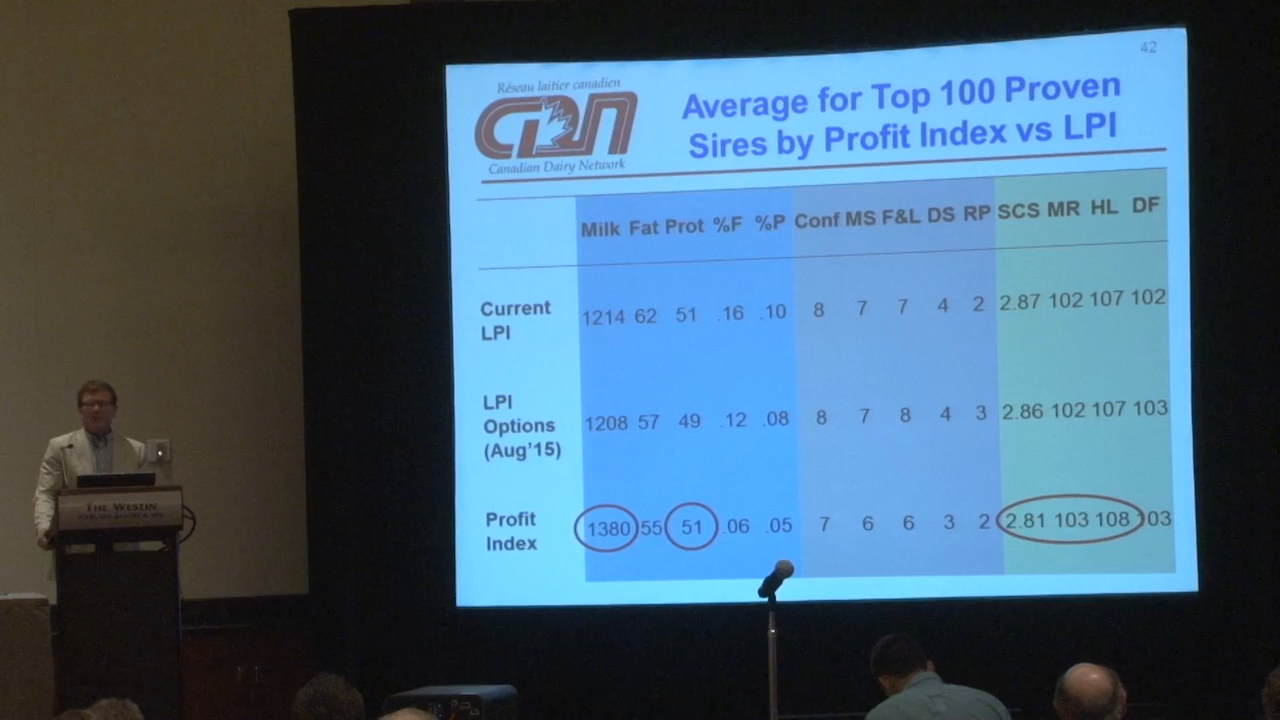 42
Réseau laitier canadien
CDN
Canadian Dairy Network
Average for Top 100 Proven
Sires by Profit Index vs LPI
Milk Fat Prot %F %P Conf MS F&L DS RP SCS MR HL DF
Current
LPI
1214 62 51 .16 .10 8 7 7 4 2 2.87 102 107 102
LPI
Options
(Aug'15)
1208 57 49 .12 .08 8 7 8 4 3 2.86 102 107 103
Profit
Index
1380 55 51 .06 .05 7 6 6 3 2 2.81 103 108 103
THE WESTIN